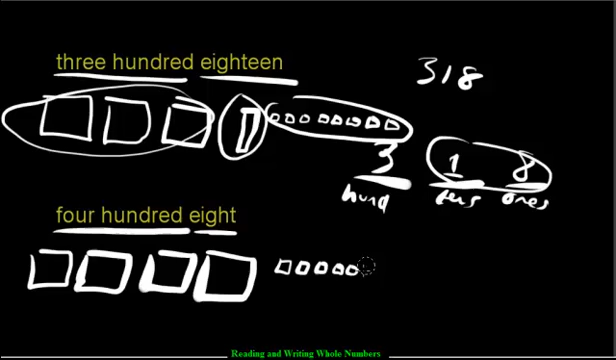 three hundred eighteen
318
3 1 8
hund tens ones
four hundred eight
Reading and Writing Whole Numbers